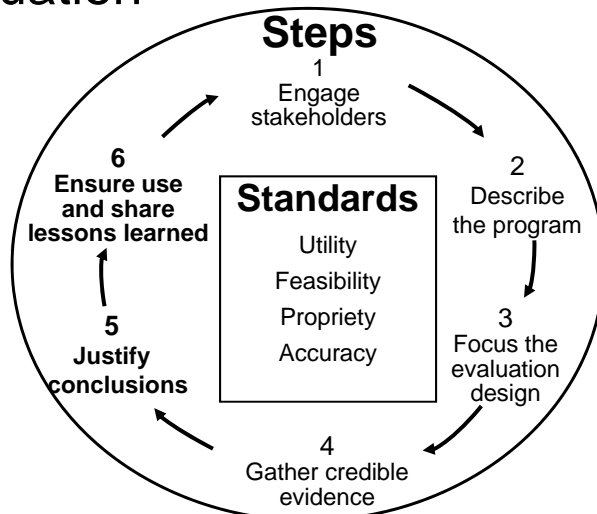 Steps
1
Engage
stakeholders
2
Describe
the program
3
Focus the
evaluation
design
4
Gather credible
evidence
5
Justify
conclusions
6
Ensure use
and share
lessons learned
Standards
Utility
Feasibility
Propriety
Accuracy